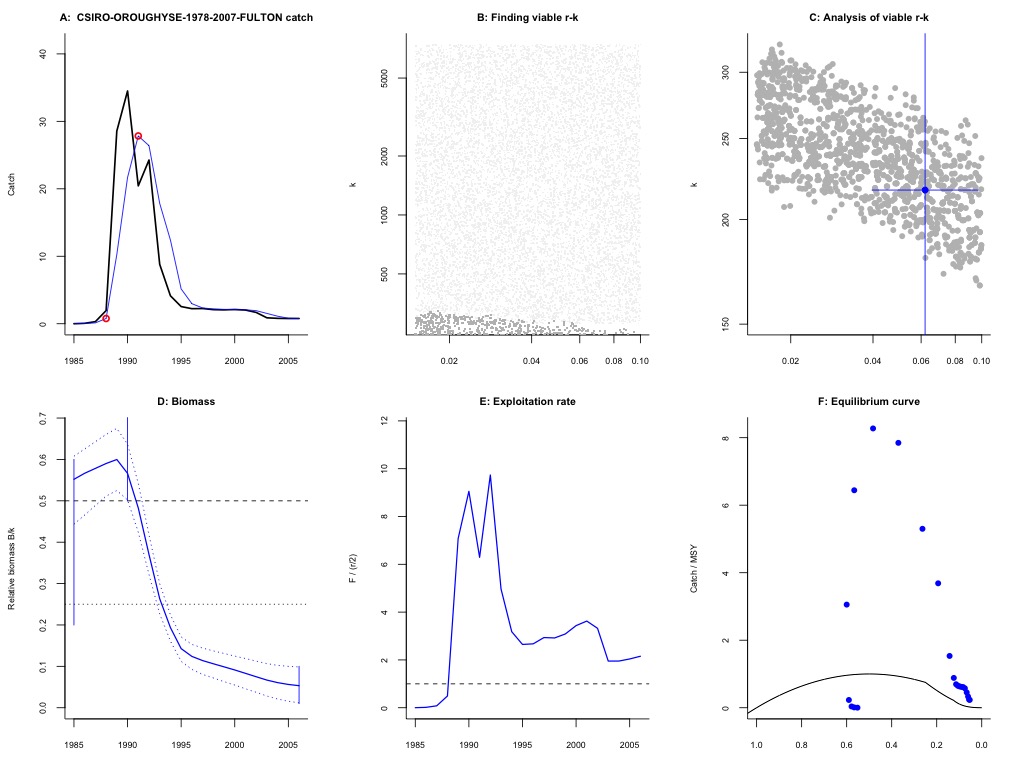 A: CSIRO-OROUGHYSE-1978-2007-FULTON catch
Catch
40
30
20
10
0
1985 1990 1995 2000 2005
B: Finding viable r-k
k
5000
2000
1000
500
0.02 0.04 0.06 0.08 0.10
C: Analysis of viable r-k
k
300
250
200
150
0.02 0.04 0.06 0.08 0.10
D: Biomass
Relative biomass B/k
0.7
0.6
0.5
0.4
0.3
0.2
0.1
0.0
1985 1990 1995 2000 2005
E: Exploitation rate
F / (r/2)
12
10
8
6
4
2
0
1985 1990 1995 2000 2005
F: Equilibrium curve
Catch / MSY
8
6
4
2
0
1.0 0.8 0.6 0.4 0.2 0.0